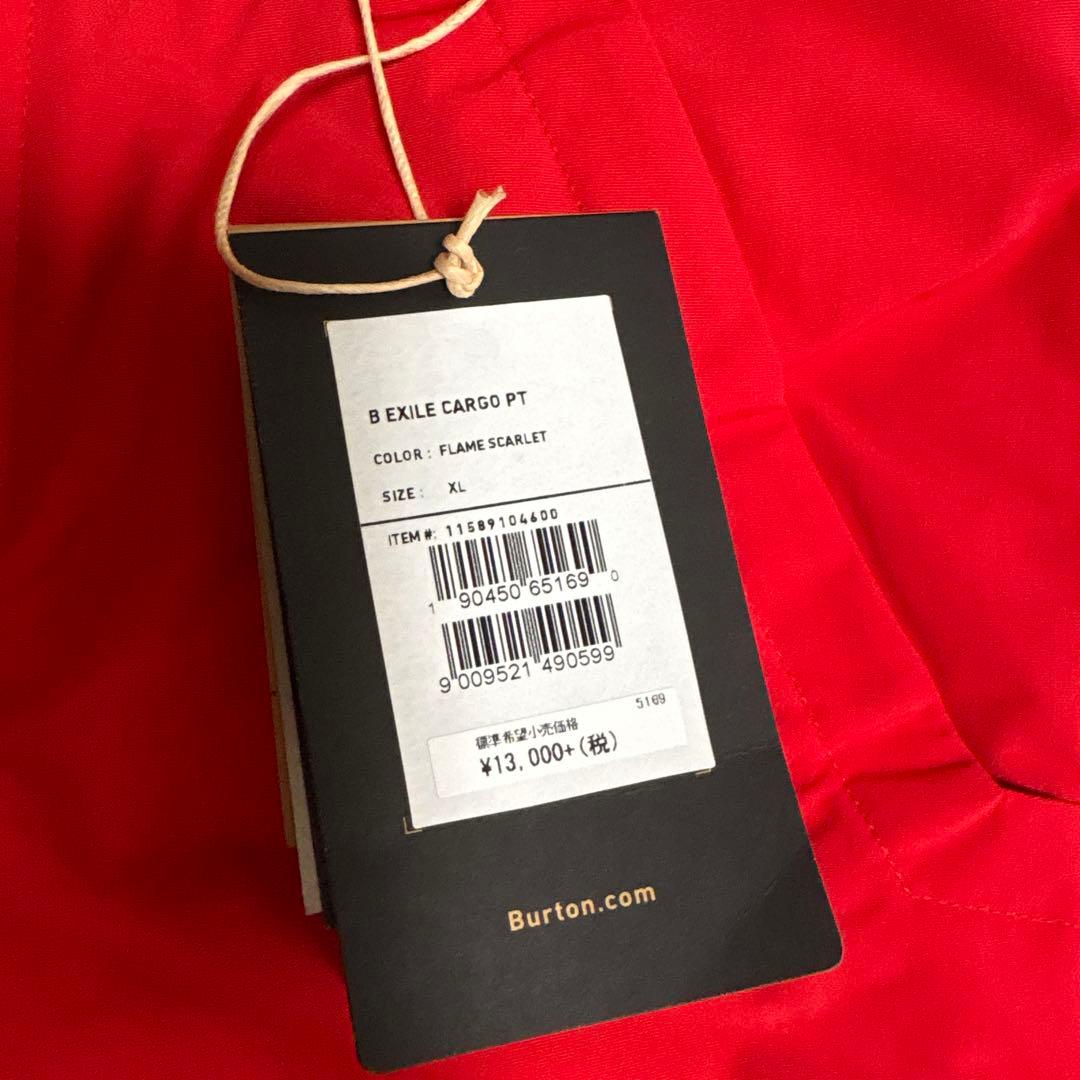 B EXILE CARGO PT
COLOR : FLAME SCARLET
SIZE : XL
ITEM #: 11589104600
1 90450 65169 0
9 009521 490599
5169
標準希望小売価格
¥13,000+(税)
Burton.com